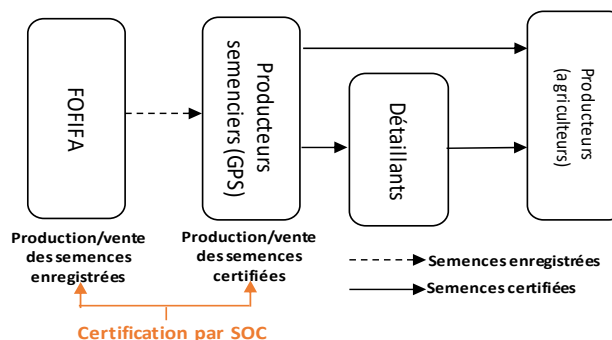 FOFIFA
Producteurs
semenciers (GPS)
Détaillants
Producteurs
(agriculteurs)
Production/vente
des semences
enregistrées
Production/vente
des semences
certifiées
Semences enregistrées
Semences certifiées
Certification par SOC